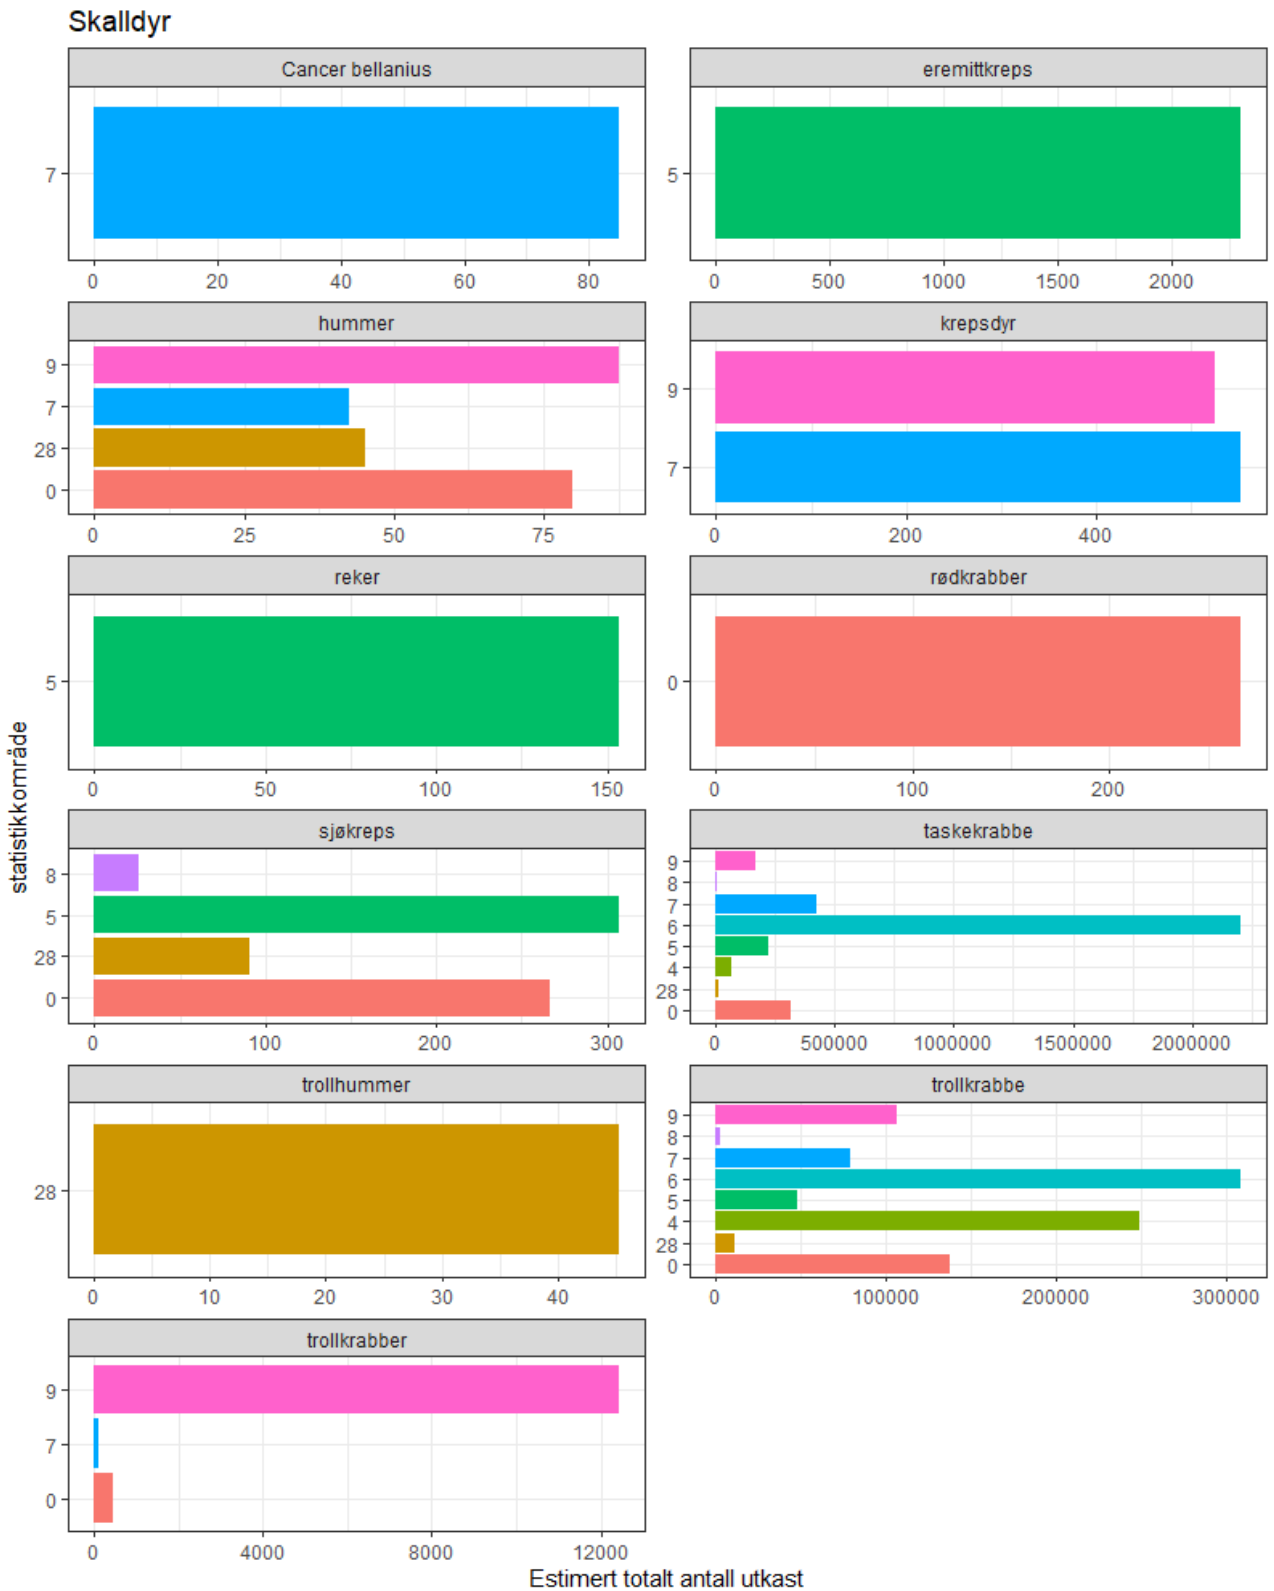 Skalldyr
Cancer bellanius
eremittkreps
7
5
0 20 40 60 80
0 500 1000 1500 2000
hummer
krepsdyr
9
7
28
0
9
7
0 25 50 75
0 200 400
reker
rødkrabber
5
0
0 50 100 150
0 100 200
statistikkområde
sjøkreps
taskekrabbe
8
5
28
0
9
8
7
6
5
4
28
0
0 100 200 300
0 500000 1000000 1500000 2000000
trollhummer
trollkrabbe
28
9
8
7
6
5
4
28
0
0 10 20 30 40
0 100000 200000 300000
trollkrabber
9
7
0
0 4000 8000 12000
Estimert totalt antall utkast